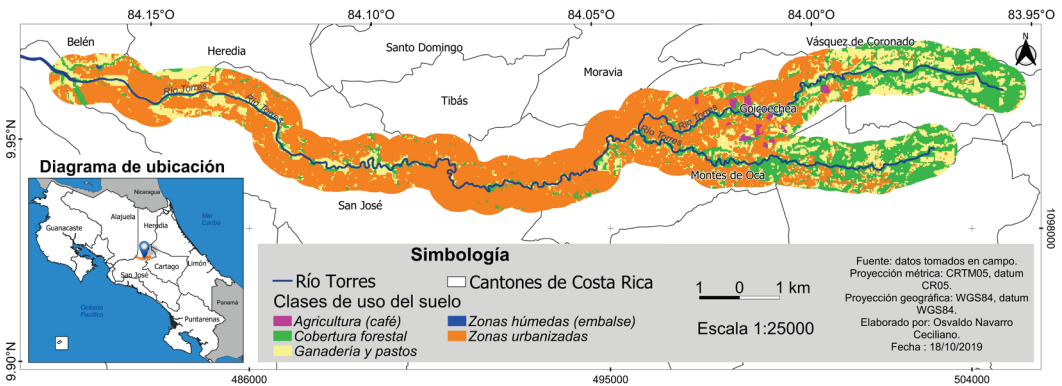 84.15°W
84.10°W
84.05°W
84.00°W
83.95°W
Belén
Heredia
Santo Domingo
Vásquez de Coronado
N
Moravia
Tibás
Río Torres
Río Torres
Río Torres
Goicoechea
Río Torres
Montes de Oca
San José
9.95°N
9.90°N
1098000
Diagrama de ubicación
Nicaragua
Alajuela
Heredia
Mar
Caribe
Guanacaste
Limón
Cartago
San José
Panamá
Océano
Pacífico
Puntarenas
Simbología
Río Torres
Cantones de Costa Rica
Clases de uso del suelo
Agricultura (café)
Zonas húmedas (embalse)
Cobertura forestal
Zonas urbanizadas
Ganadería y pastos
1 0 1 km
Escala 1:25000
Fuente: datos tomados en campo.
Proyección métrica: CRTM05, datum
CR05.
Proyección geográfica: WGS84, datum
WGS84.
Elaborado por: Osvaldo Navarro
Ceciliano.
Fecha : 18/10/2019
486000
495000
504000